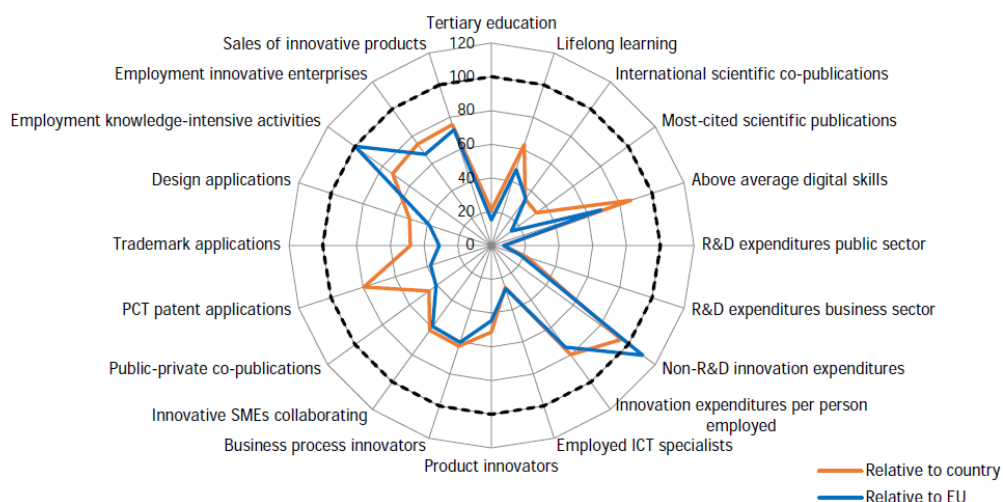 Tertiary education
120
Sales of innovative products
Lifelong learning
100
Employment innovative enterprises
International scientific co-publications
80
Employment knowledge-intensive activities
Most-cited scientific publications
60
40
Design applications
Above average digital skills
20
Trademark applications
0
R&D expenditures public sector
PCT patent applications
R&D expenditures business sector
Public-private co-publications
Non-R&D innovation expenditures
Innovative SMEs collaborating
Innovation expenditures per person
employed
Business process innovators
Employed ICT specialists
Product innovators
Relative to country
Relative to EU